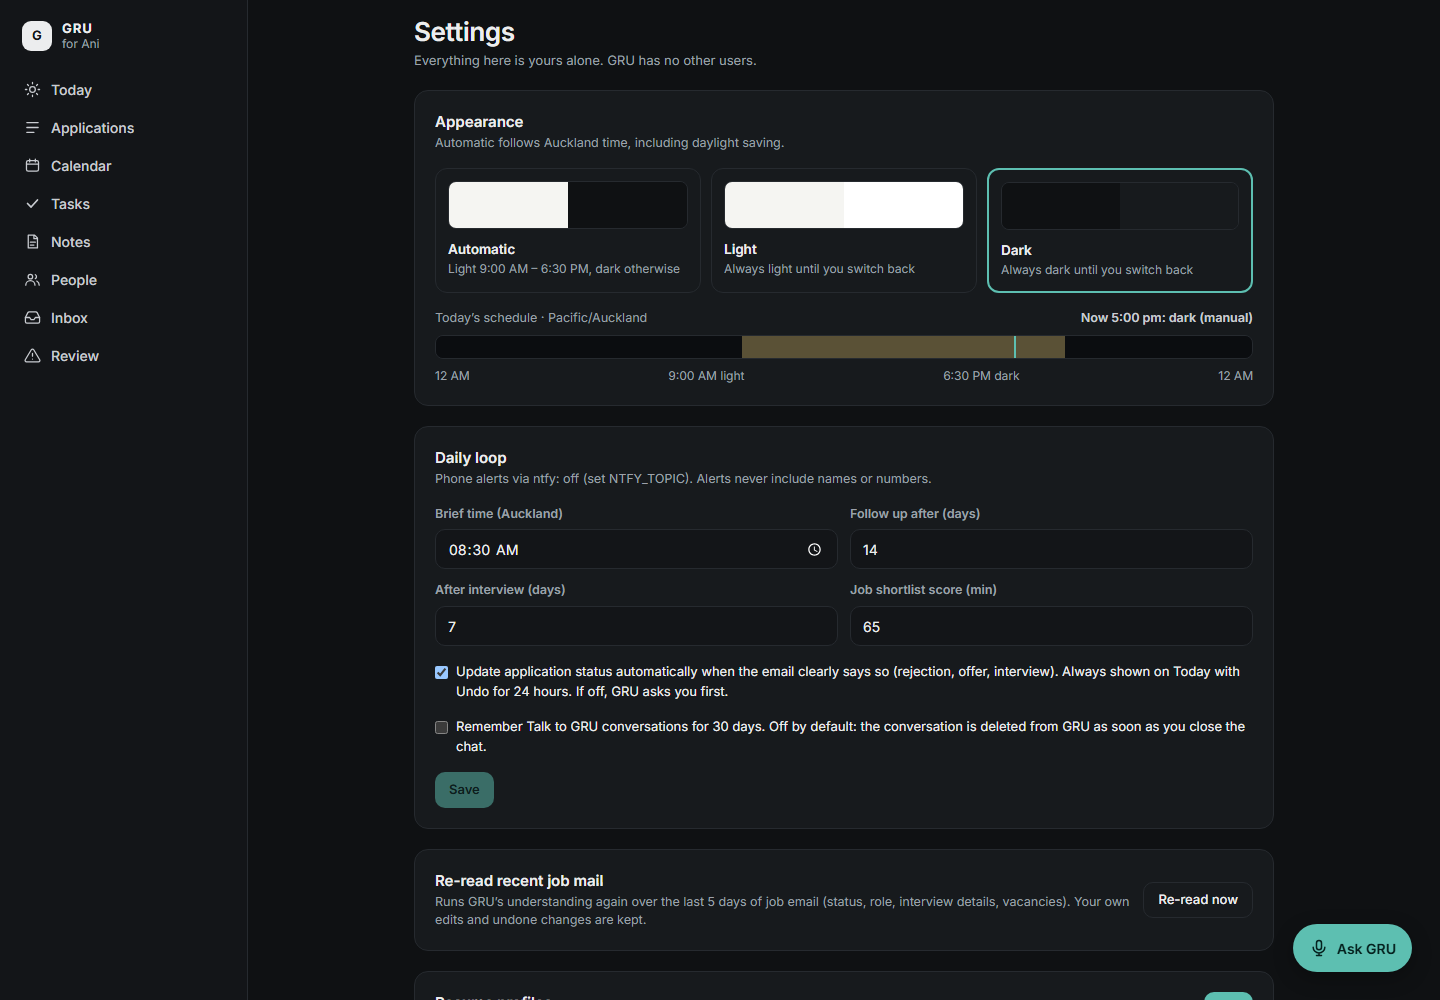 G
GRU
for Ani
Today
Applications
Calendar
Tasks
Notes
People
Inbox
Review
Settings
Everything here is yours alone. GRU has no other users.
Appearance
Automatic follows Auckland time, including daylight saving.
Automatic
Light 9:00 AM – 6:30 PM, dark otherwise
Light
Always light until you switch back
Dark
Always dark until you switch back
Today's schedule · Pacific/Auckland
Now 5:00 pm: dark (manual)
12 AM
9:00 AM light
6:30 PM dark
12 AM
Daily loop
Phone alerts via ntfy: off (set NTFY_TOPIC). Alerts never include names or numbers.
Brief time (Auckland)
Follow up after (days)
08:30 AM
14
After interview (days)
Job shortlist score (min)
7
65
Update application status automatically when the email clearly says so (rejection, offer, interview). Always shown on Today with
Undo for 24 hours. If off, GRU asks you first.
Remember Talk to GRU conversations for 30 days. Off by default: the conversation is deleted from GRU as soon as you close the
chat.
Save
Re-read recent job mail
Runs GRU's understanding again over the last 5 days of job email (status, role, interview details, vacancies). Your own
edits and undone changes are kept.
Re-read now
Ask GRU